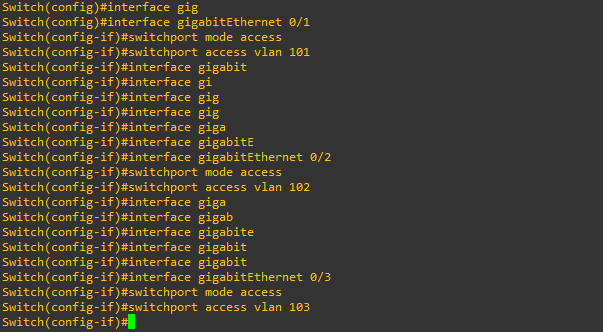 Switch(config)#interface gig
Switch(config)#interface gigabitEthernet 0/1
Switch(config-if)#switchport mode access
Switch(config-if)#switchport access vlan 101
Switch(config-if)#interface gigabit
Switch(config-if)#interface gi
Switch(config-if)#interface gig
Switch(config-if)#interface gig
Switch(config-if)#interface giga
Switch(config-if)#interface gigabitE
Switch(config-if)#interface gigabitEthernet 0/2
Switch(config-if)#switchport mode access
Switch(config-if)#switchport access vlan 102
Switch(config-if)#interface giga
Switch(config-if)#interface gigab
Switch(config-if)#interface gigabite
Switch(config-if)#interface gigabit
Switch(config-if)#interface gigabit
Switch(config-if)#interface gigabitEthernet 0/3
Switch(config-if)#switchport mode access
Switch(config-if)#switchport access vlan 103
Switch(config-if)#